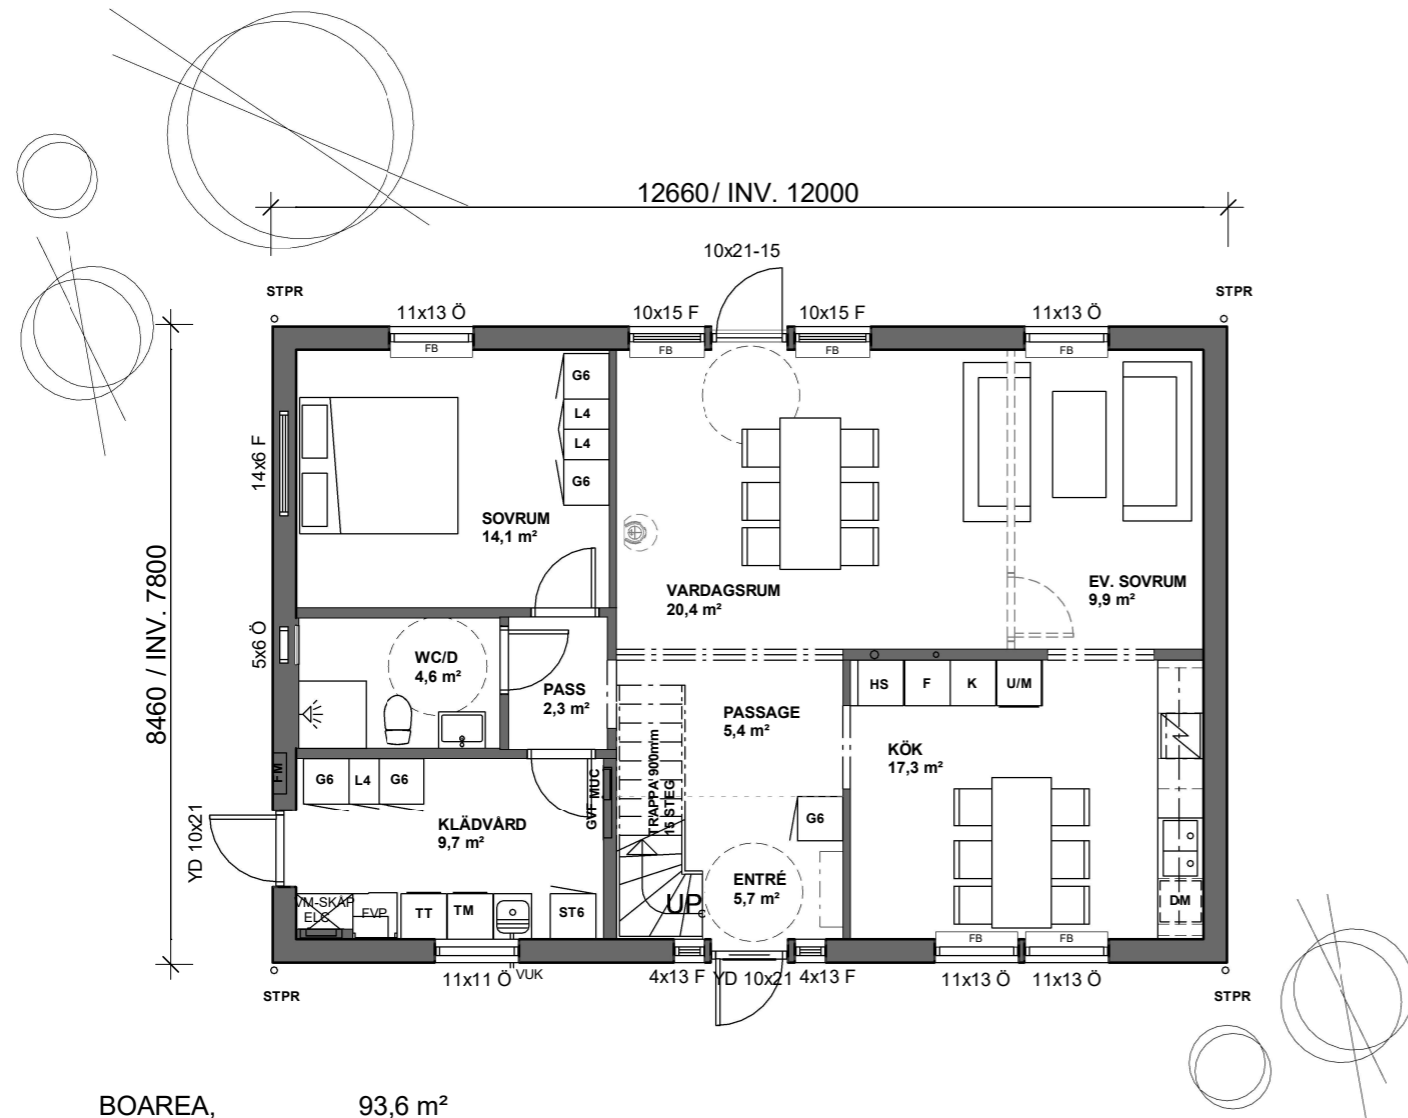 12660 / INV. 12000
10x21-15
STPR
STPR
11x13 Ö
10x15 F
10x15 F
11x13 Ö
FB
FB
FB
FB
G6
L4
L4
G6
14x6 F
SOVRUM
14,1 m²
VARDAGSRUM
20,4 m²
EV. SOVRUM
9,9 m²
8460 / INV. 7800
5x6 Ö
WC/D
4,6 m²
PASS
2,3 m²
PASSAGE
5,4 m²
HS
F
K
U/M
KÖK
17,3 m²
FM
G6
L4
G6
GVF MUC
TRAPPA 900mm
15 STEG
YD 10x21
KLÄDVÅRD
9,7 m²
G6
ENTRÉ
5,7 m²
UP
VM-SKÅP
ELC
FVP
TT
TM
ST6
DM
FB
FB
11x11 Ö
VUK
4x13 F
YD 10x21
4x13 F
11x13 Ö
11x13 Ö
STPR
STPR
BOAREA, 93,6 m²